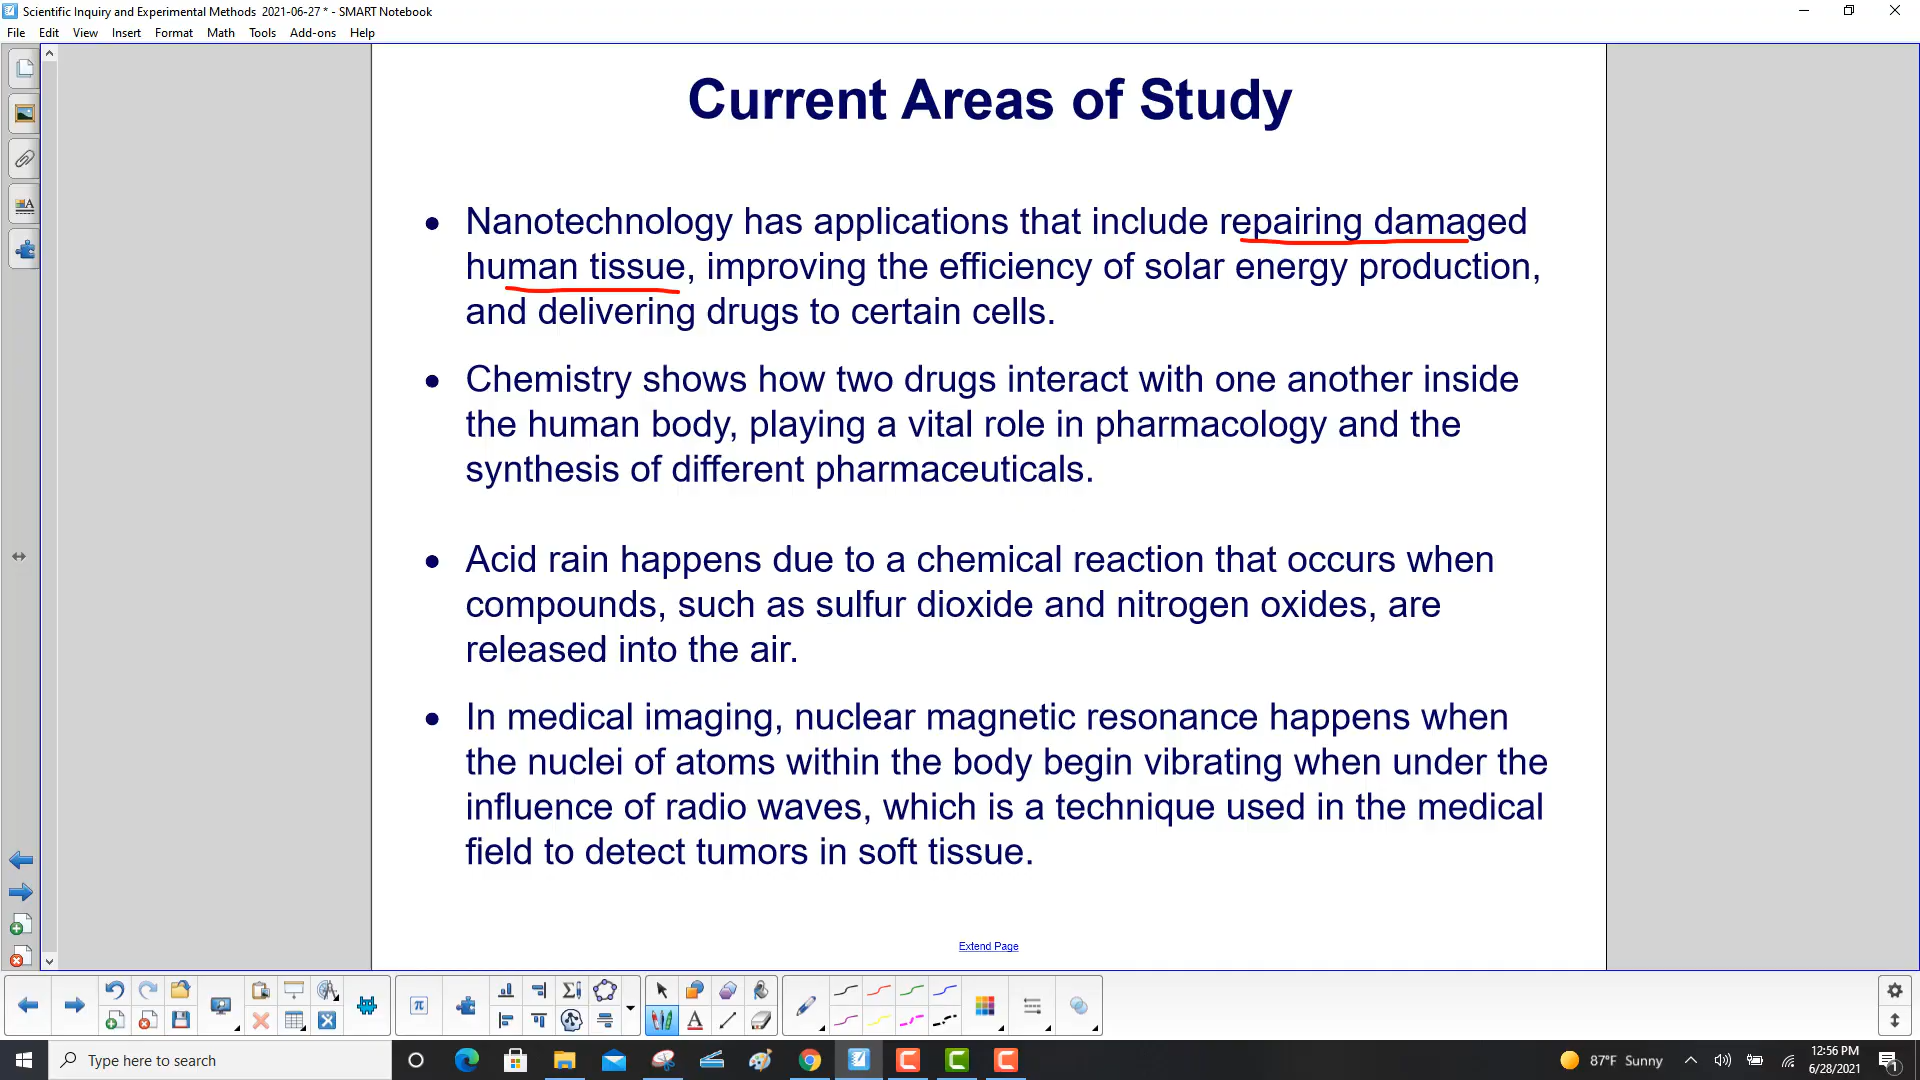 Scientific Inquiry and Experimental Methods 2021-06-27 * - SMART Notebook
File Edit View Insert Format Math Tools Add-ons Help
Current Areas of Study
• Nanotechnology has applications that include repairing damaged
human tissue, improving the efficiency of solar energy production,
and delivering drugs to certain cells.
• Chemistry shows how two drugs interact with one another inside
the human body, playing a vital role in pharmacology and the
synthesis of different pharmaceuticals.
• Acid rain happens due to a chemical reaction that occurs when
compounds, such as sulfur dioxide and nitrogen oxides, are
released into the air.
• In medical imaging, nuclear magnetic resonance happens when
the nuclei of atoms within the body begin vibrating when under the
influence of radio waves, which is a technique used in the medical
field to detect tumors in soft tissue.
Extend Page
Type here to search
87°F Sunny
12:56 PM
6/28/2021
1